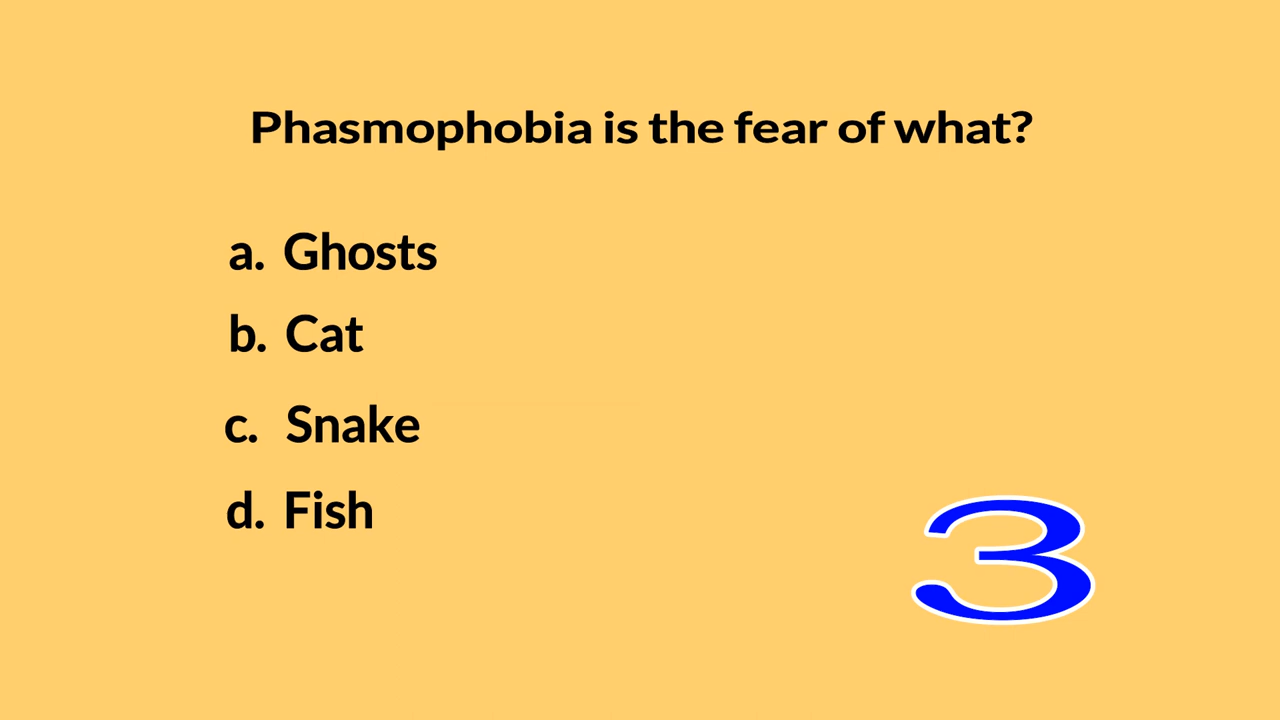 Phasmophobia is the fear of what?
a. Ghosts
b. Cat
c. Snake
d. Fish
3